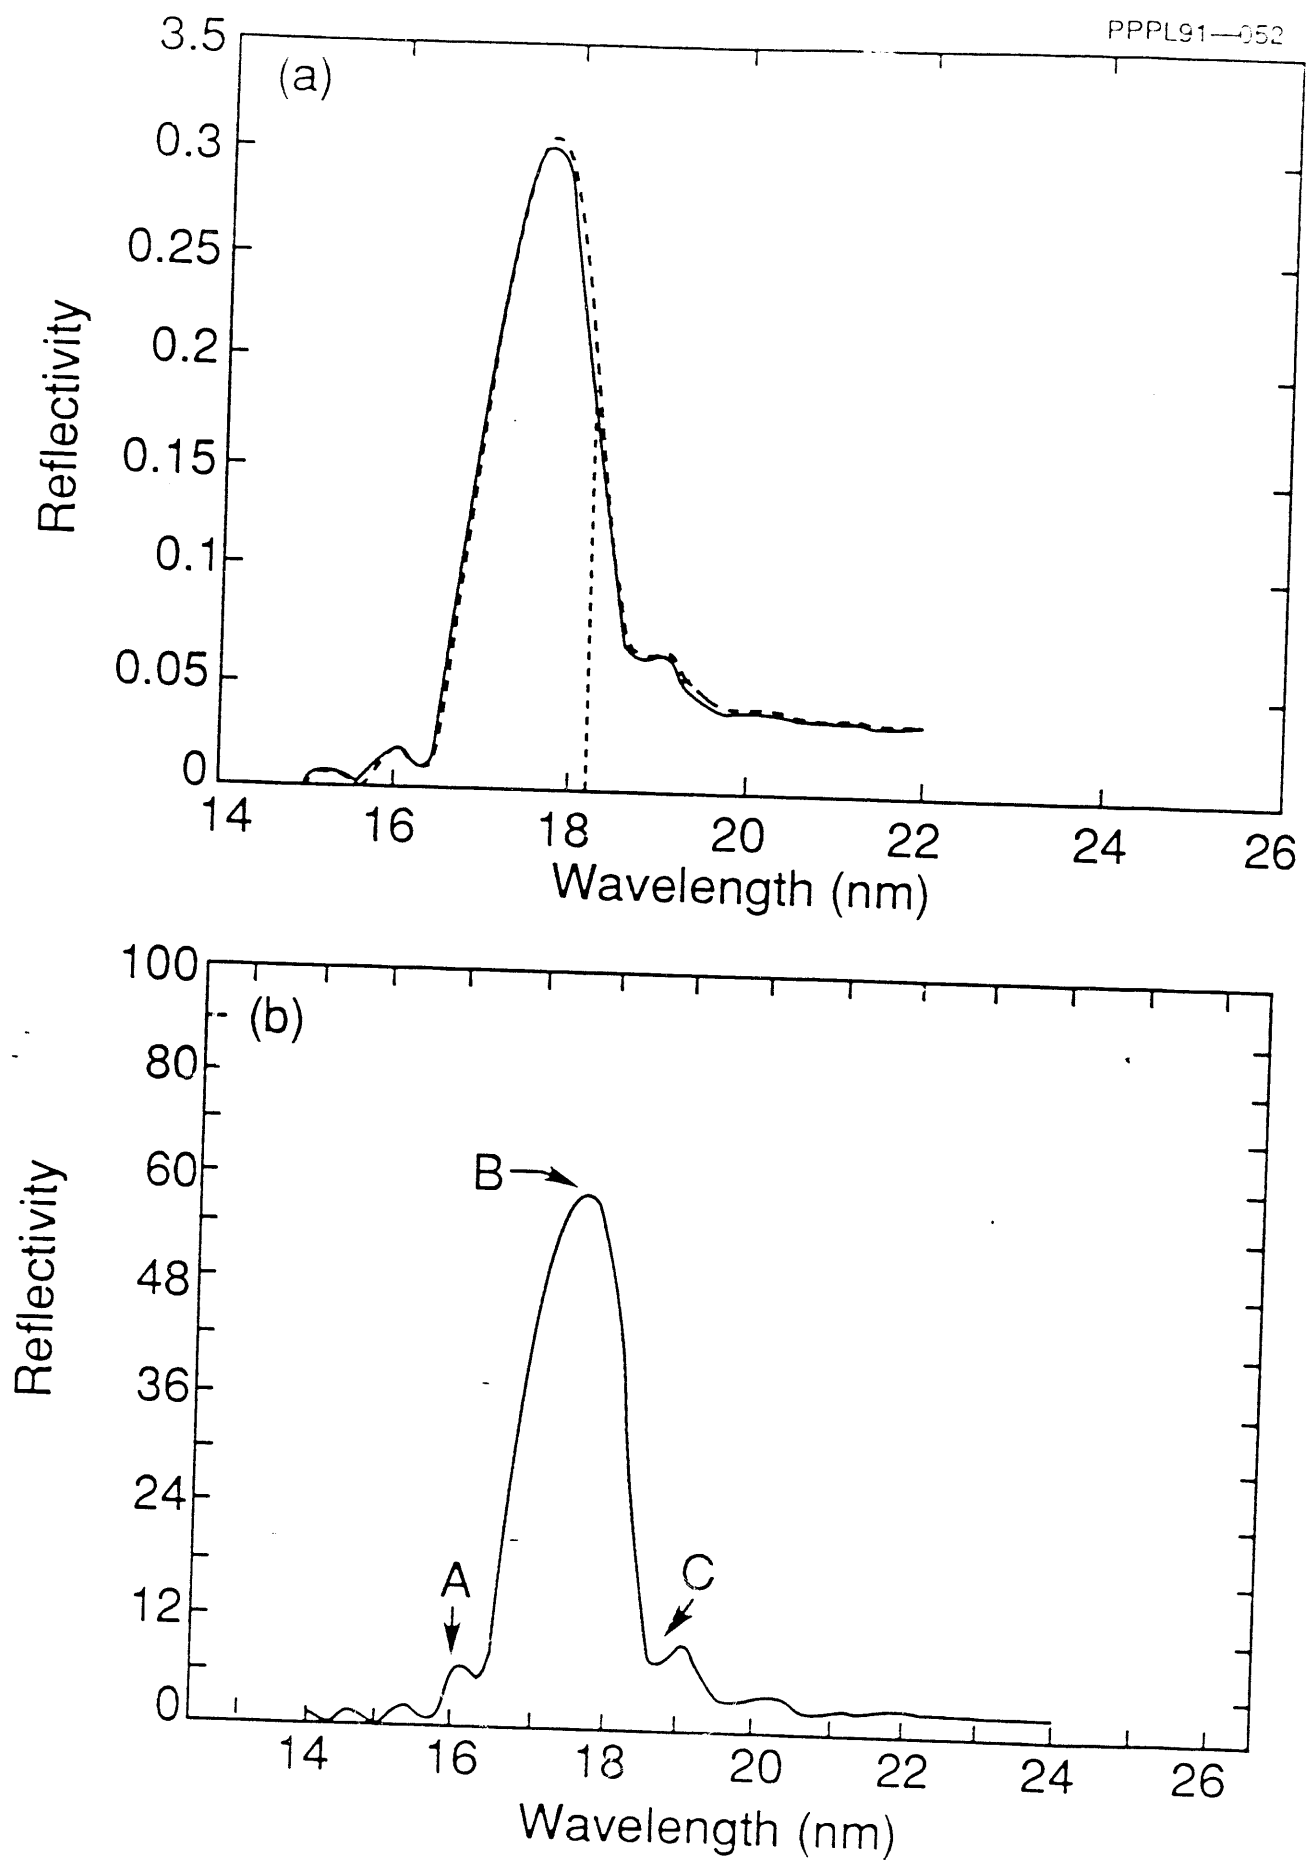 PPPL91—052
(a)
3.5
0.3
0.25
0.2
0.15
0.1
0.05
0
Reflectivity
14 16 18 20 22 24 26
Wavelength (nm)
(b)
100
80
60
48
36
24
12
0
Reflectivity
B
A
C
14 16 18 20 22 24 26
Wavelength (nm)